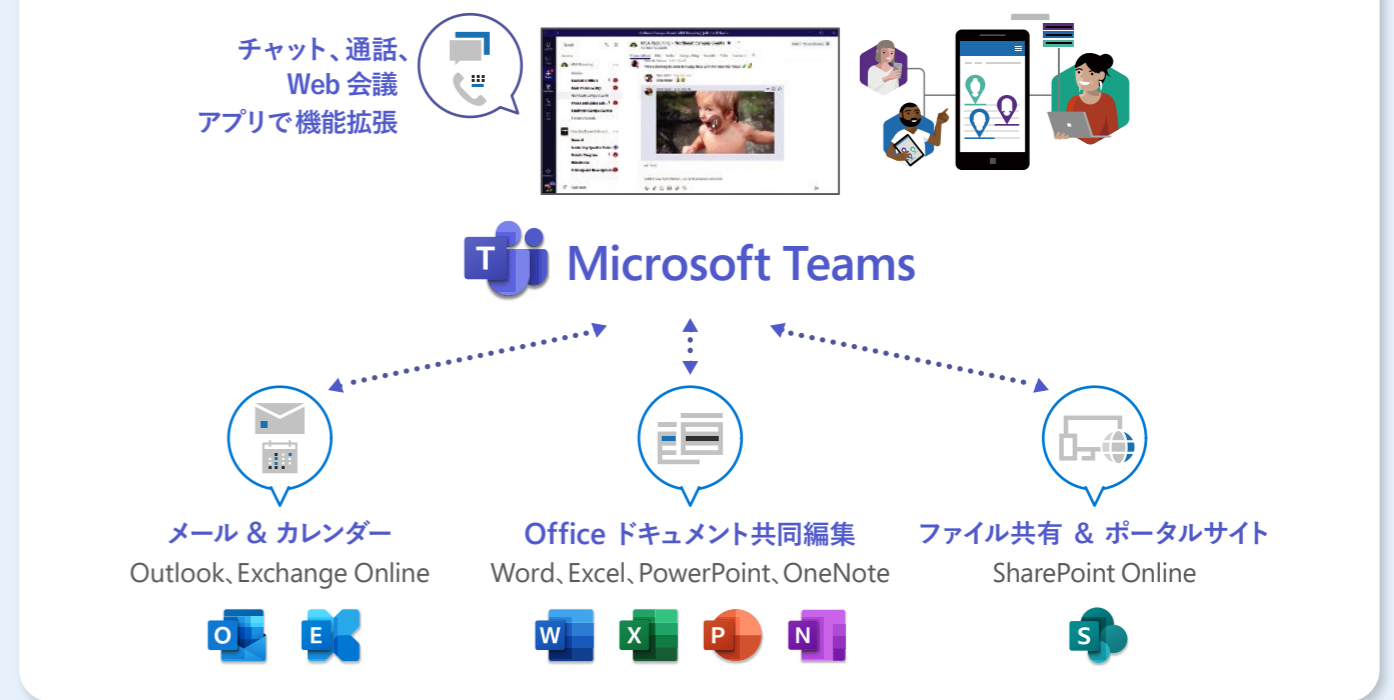 チャット、通話、
Web 会議
アプリで機能拡張
T
Microsoft Teams
メール & カレンダー
Outlook、Exchange Online
O E
Office ドキュメント共同編集
Word、Excel、PowerPoint、OneNote
W X P N
ファイル共有 & ポータルサイト
SharePoint Online
S